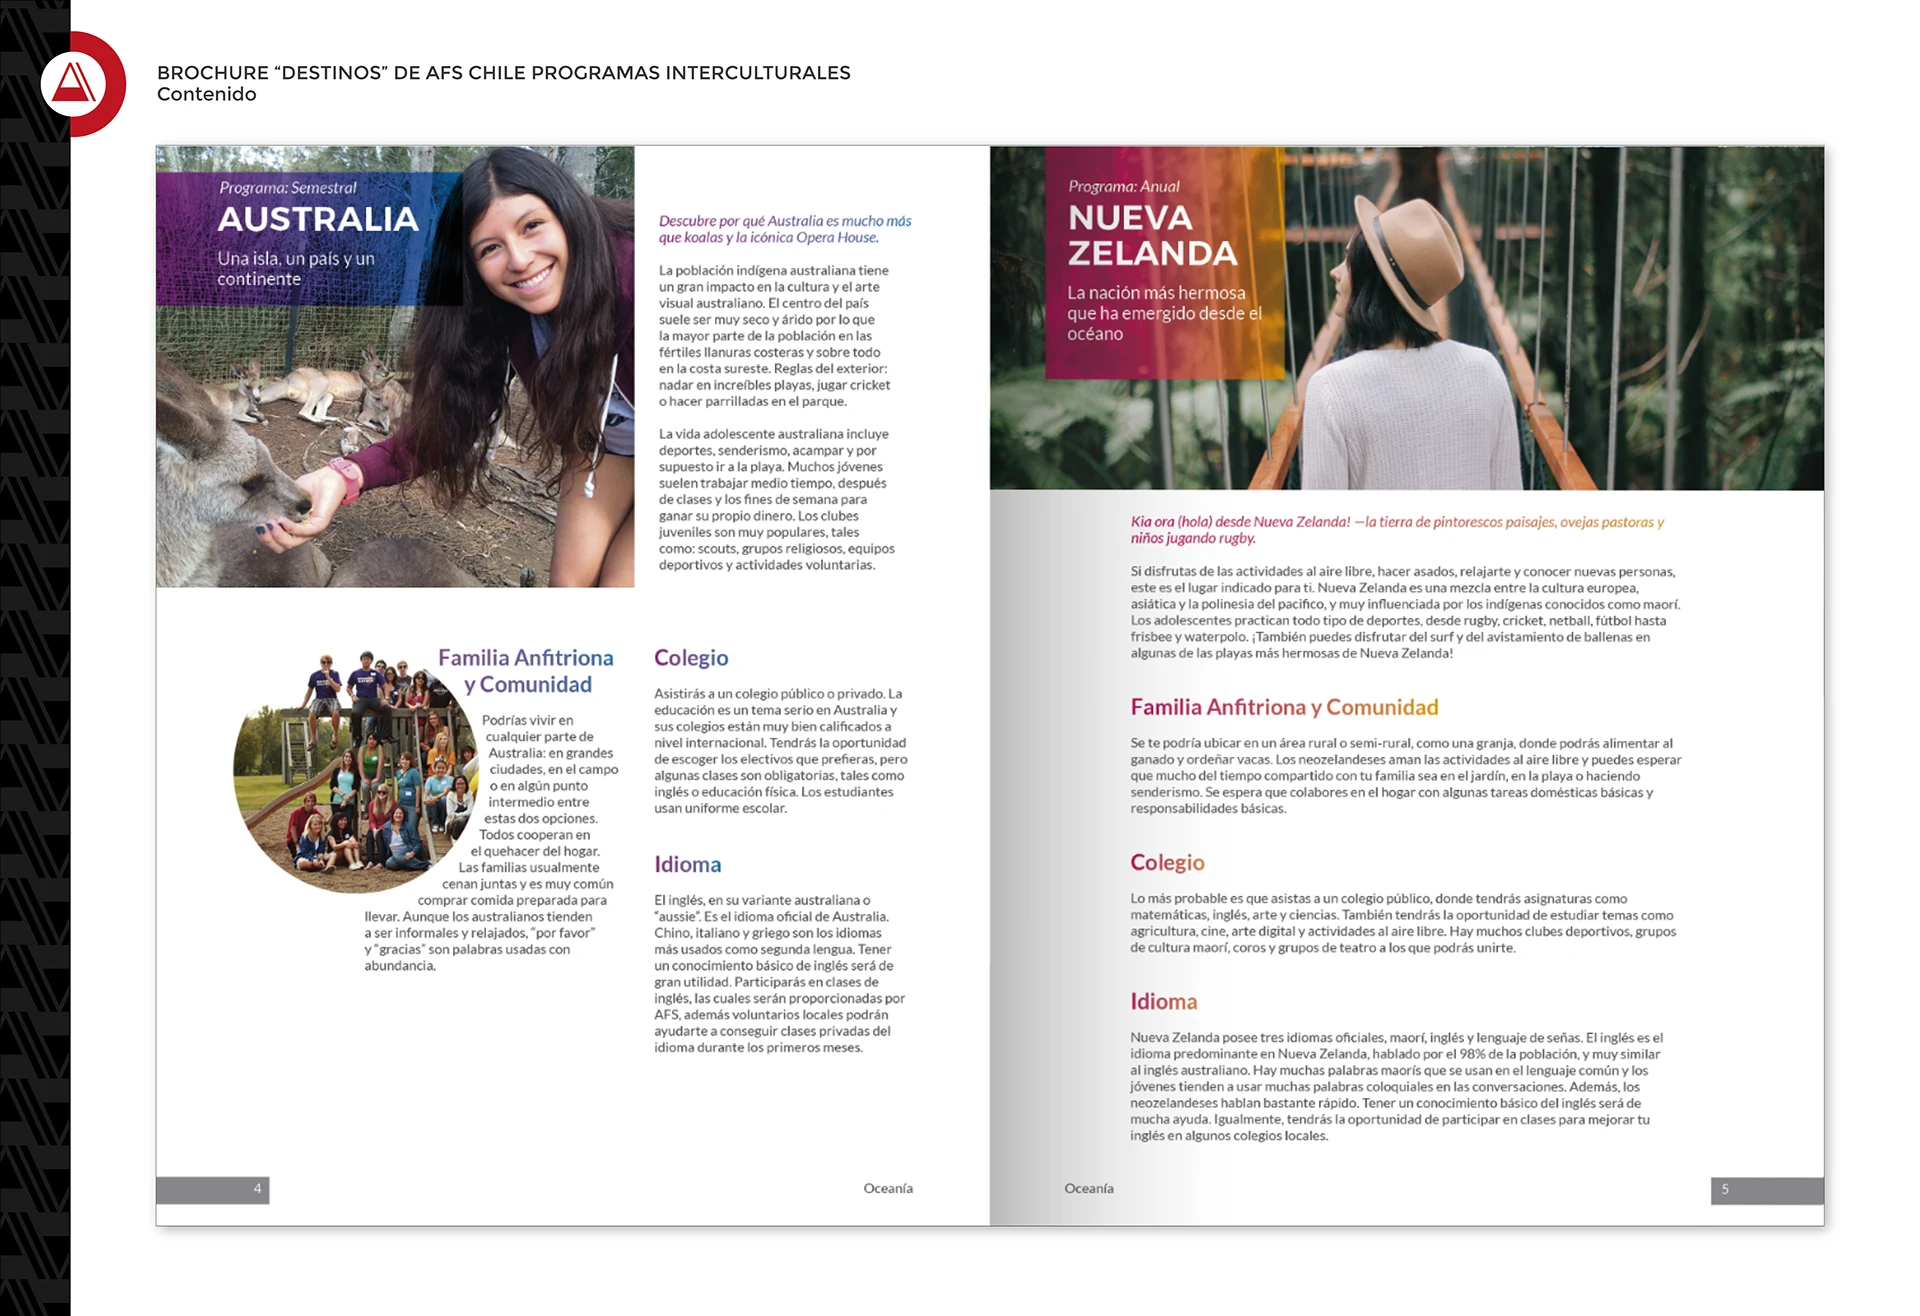 BROCHURE “DESTINOS” DE AFS CHILE PROGRAMAS INTERCULTURALES
Contenido
Programa: Semestral
AUSTRALIA
Una isla, un país y un
continente
Descubre por qué Australia es mucho más
que koalas y la icónica Opera House.
La población indígena australiana tiene
un gran impacto en la cultura y el arte
visual australiano. El centro del país
suele ser muy seco y árido por lo que
la mayor parte de la población en las
fértiles llanuras costeras y sobre todo
en la costa sureste. Reglas del exterior:
nadar en increíbles playas, jugar cricket
o hacer parrilladas en el parque.
La vida adolescente australiana incluye
deportes, senderismo, acampar y por
supuesto ir a la playa. Muchos jóvenes
suelen trabajar medio tiempo, después
de clases y los fines de semana para
ganar su propio dinero. Los clubes
juveniles son muy populares, tales
como: scouts, grupos religiosos, equipos
deportivos y actividades voluntarias.
Familia Anfitriona
y Comunidad
Podrías vivir en
cualquier parte de
Australia: en grandes
ciudades, en el campo
o en algún punto
intermedio entre
estas dos opciones.
Todos cooperan en
el quehacer del hogar.
Las familias usualmente
cenan juntas y es muy común
comprar comida preparada para
llevar. Aunque los australianos tienden
a ser informales y relajados, “por favor”
y “gracias” son palabras usadas con
abundancia.
Colegio
Asistirás a un colegio público o privado. La
educación es un tema serio en Australia y
sus colegios están muy bien calificados a
nivel internacional. Tendrás la oportunidad
de escoger los electivos que prefieras, pero
algunas clases son obligatorias, tales como
inglés o educación física. Los estudiantes
usan uniforme escolar.
Idioma
El inglés, en su variante australiana o
“aussie”. Es el idioma oficial de Australia.
Chino, italiano y griego son los idiomas
más usados como segunda lengua. Tener
un conocimiento básico de inglés será de
gran utilidad. Participarás en clases de
inglés, las cuales serán proporcionadas por
AFS, además voluntarios locales podrán
ayudarte a conseguir clases privadas del
idioma durante los primeros meses.
4
Oceanía
Programa: Anual
NUEVA
ZELANDA
La nación más hermosa
que ha emergido desde el
océano
Kia ora (hola) desde Nueva Zelanda! —la tierra de pintorescos paisajes, ovejas pastoras y
niños jugando rugby.
Si disfrutas de las actividades al aire libre, hacer asados, relajarte y conocer nuevas personas,
este es el lugar indicado para ti. Nueva Zelanda es una mezcla entre la cultura europea,
asiática y la polinesia del pacifico, y muy influenciada por los indígenas conocidos como maorí.
Los adolescentes practican todo tipo de deportes, desde rugby, cricket, netball, fútbol hasta
frisbee y waterpolo. ¡También puedes disfrutar del surf y del avistamiento de ballenas en
algunas de las playas más hermosas de Nueva Zelanda!
Familia Anfitriona y Comunidad
Se te podría ubicar en un área rural o semi-rural, como una granja, donde podrás alimentar al
ganado y ordeñar vacas. Los neozelandeses aman las actividades al aire libre y puedes esperar
que mucho del tiempo compartido con tu familia sea en el jardín, en la playa o haciendo
senderismo. Se espera que colabores en el hogar con algunas tareas domésticas básicas y
responsabilidades básicas.
Colegio
Lo más probable es que asistas a un colegio público, donde tendrás asignaturas como
matemáticas, inglés, arte y ciencias. También tendrás la oportunidad de estudiar temas como
agricultura, cine, arte digital y actividades al aire libre. Hay muchos clubes deportivos, grupos
de cultura maorí, coros y grupos de teatro a los que podrás unirte.
Idioma
Nueva Zelanda posee tres idiomas oficiales, maorí, inglés y lenguaje de señas. El inglés es el
idioma predominante en Nueva Zelanda, hablado por el 98% de la población, y muy similar
al inglés australiano. Hay muchas palabras maorís que se usan en el lenguaje común y los
jóvenes tienden a usar muchas palabras coloquiales en las conversaciones. Además, los
neozelandeses hablan bastante rápido. Tener un conocimiento básico del inglés será de
mucha ayuda. Igualmente, tendrás la oportunidad de participar en clases para mejorar tu
inglés en algunos colegios locales.
Oceanía
5